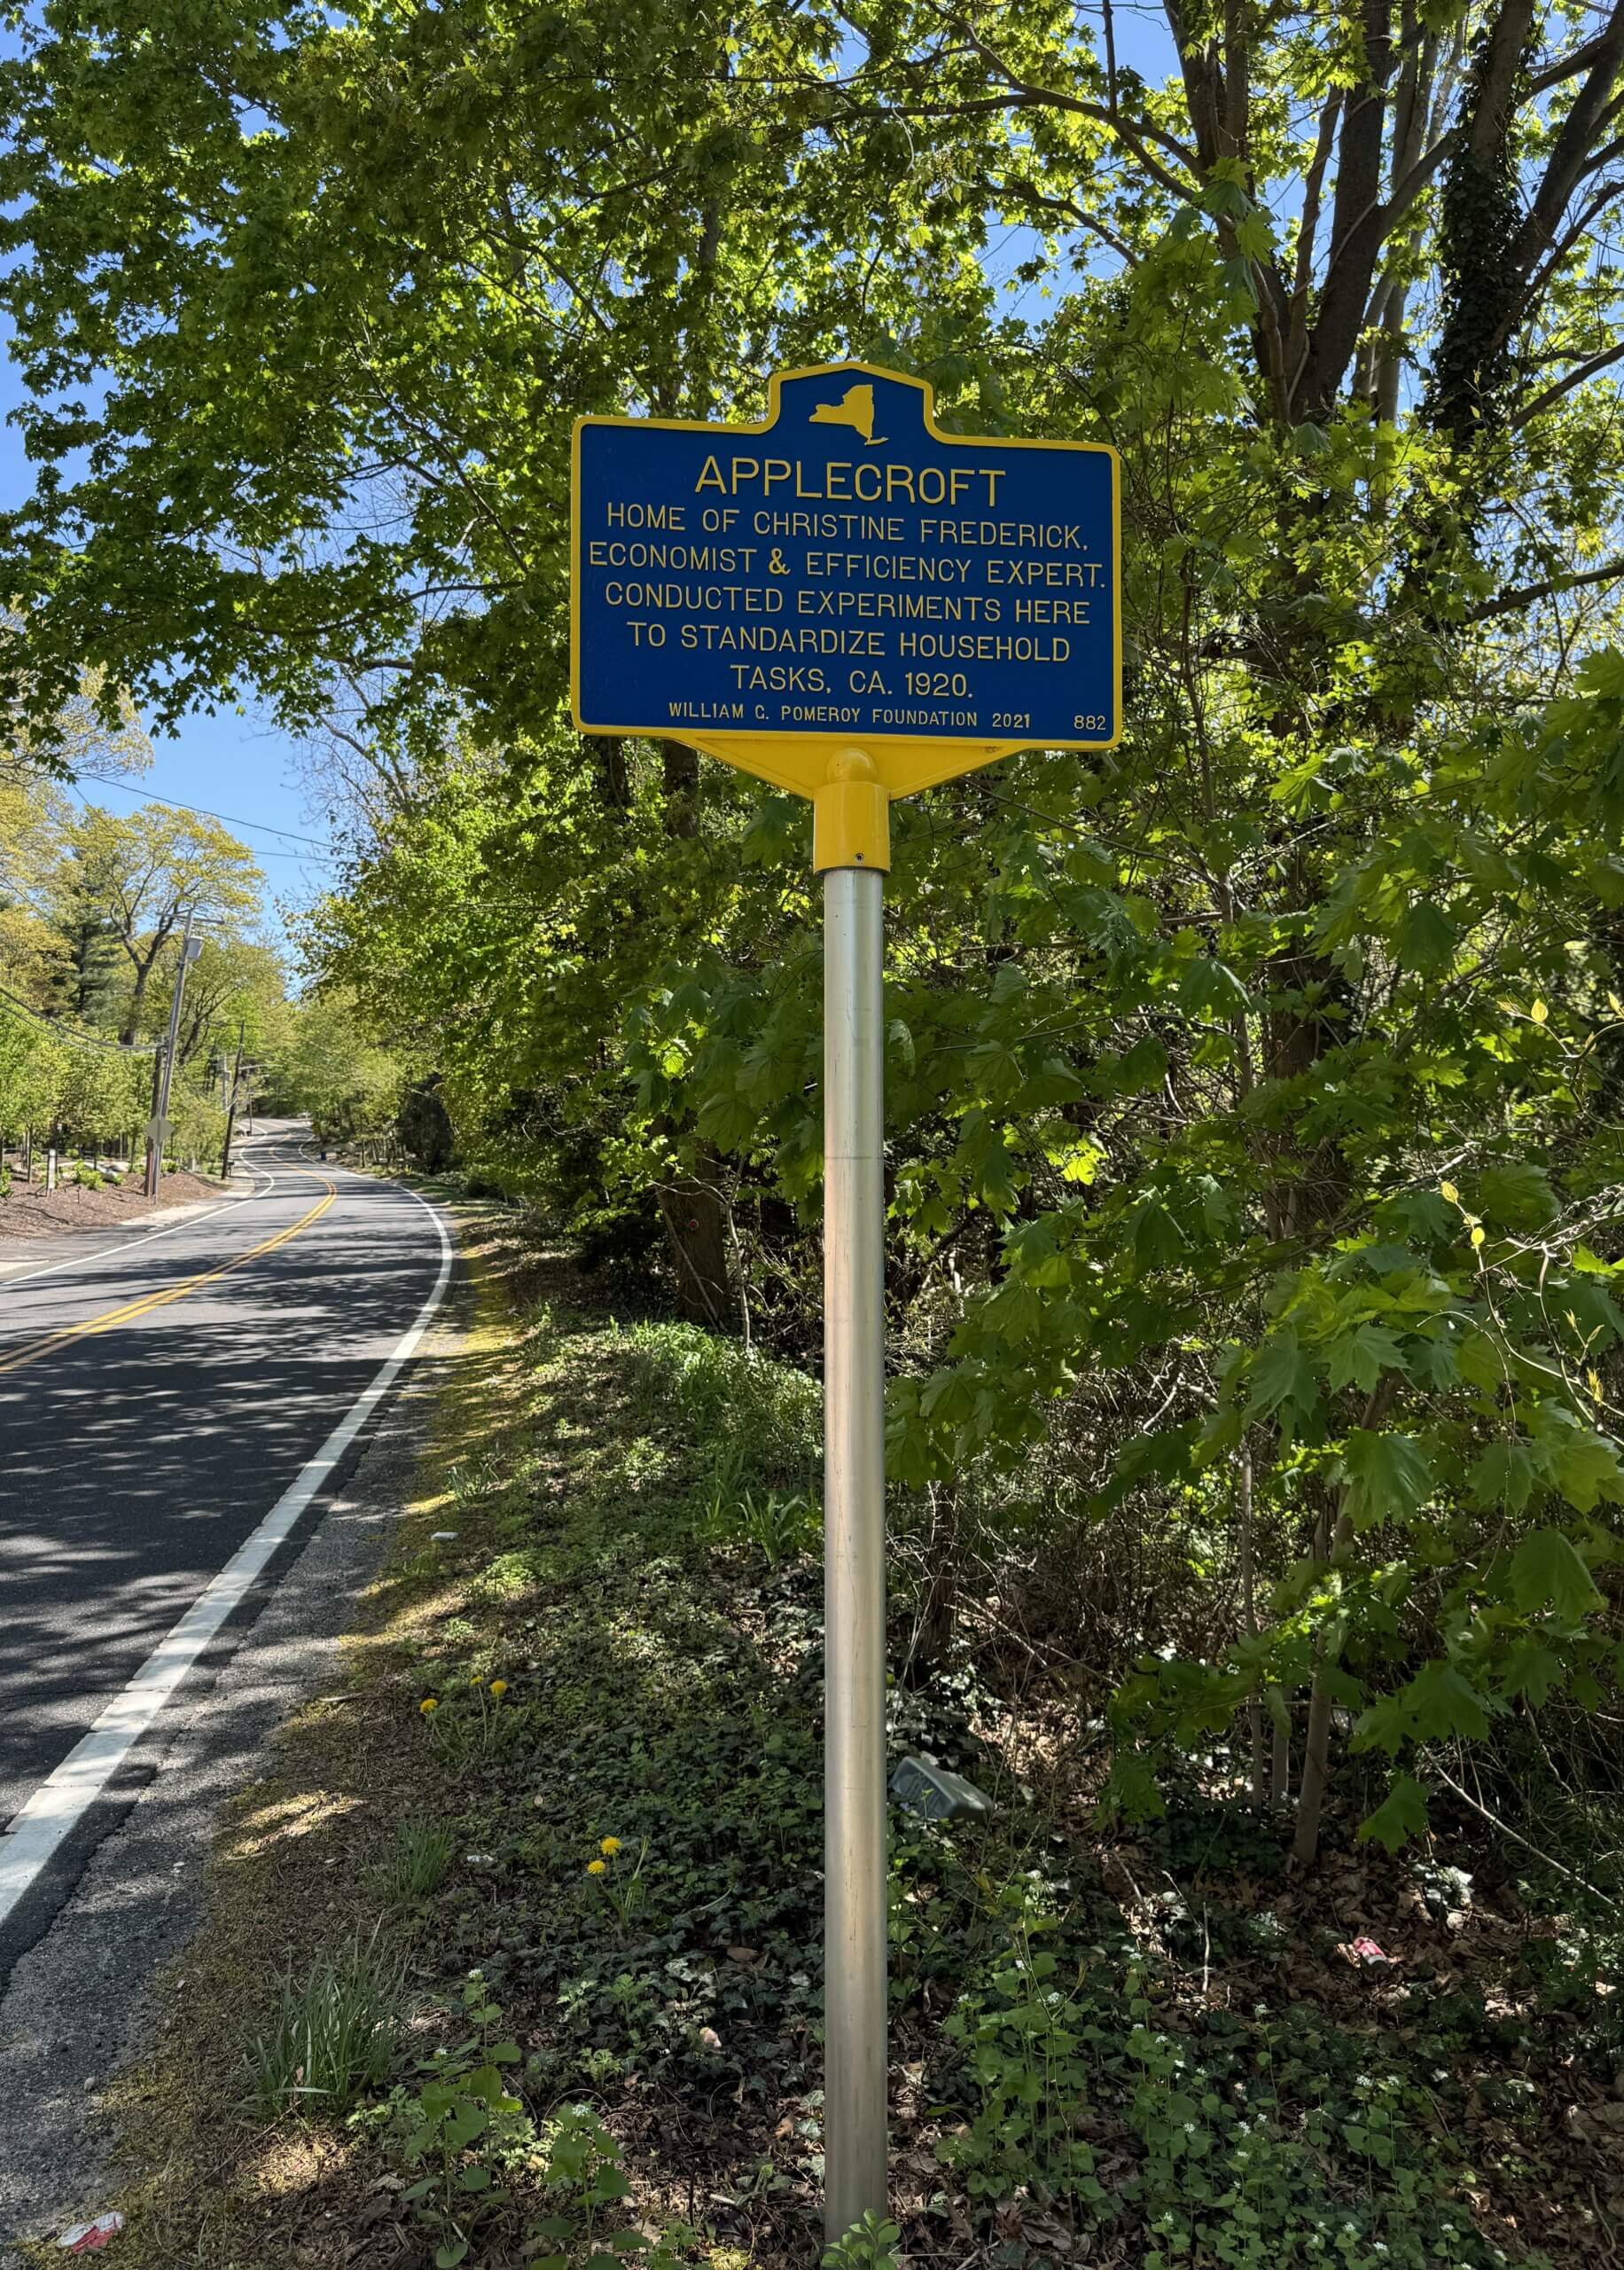 APPLECROFT
HOME OF CHRISTINE FREDERICK,
ECONOMIST & EFFICIENCY EXPERT.
CONDUCTED EXPERIMENTS HERE
TO STANDARDIZE HOUSEHOLD
TASKS, CA. 1920.
WILLIAM G. POMEROY FOUNDATION 2021 882